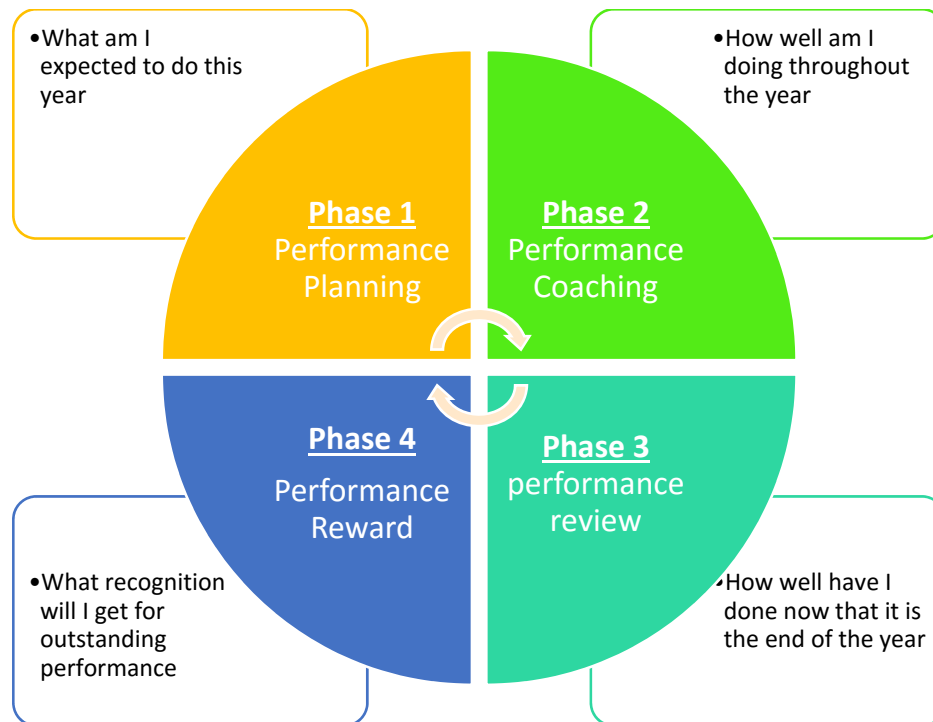 •What am I
expected to do this
year
•How well am I
doing throughout
the year
Phase 1
Performance
Planning
Phase 2
Performance
Coaching
Phase 4
Performance
Reward
Phase 3
performance
review
•What recognition
will I get for
outstanding
performance
•How well have I
done now that it is
the end of the year